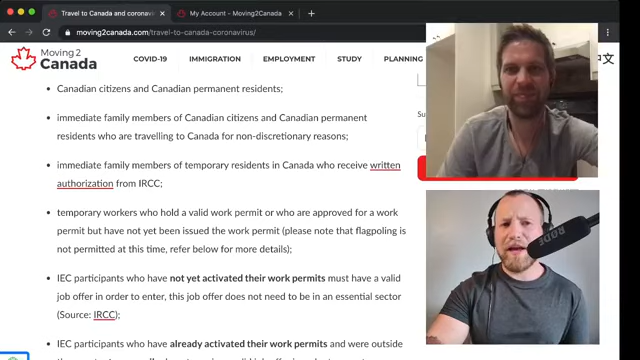 Travel to Canada and coronavi
My Account - Moving2Canada
moving2canada.com/travel-to-canada-coronavirus/
Moving2
Canada
COVID-19
IMMIGRATION
EMPLOYMENT
STUDY
PLANNING
中文
Canadian citizens and Canadian permanent residents;
immediate family members of Canadian citizens and Canadian permanent
residents who are travelling to Canada for non-discretionary reasons;
immediate family members of temporary residents in Canada who receive written
authorization from IRCC;
temporary workers who hold a valid work permit or who are approved for a work
permit but have not yet been issued the work permit (please note that flagpoling is
not permitted at this time, refer below for more details);
IEC participants who have not yet activated their work permits must have a valid
job offer in order to enter, this job offer does not need to be in an essential sector
(Source: IRCC);
IEC participants who have already activated their work permits and were outside
Su
RODE